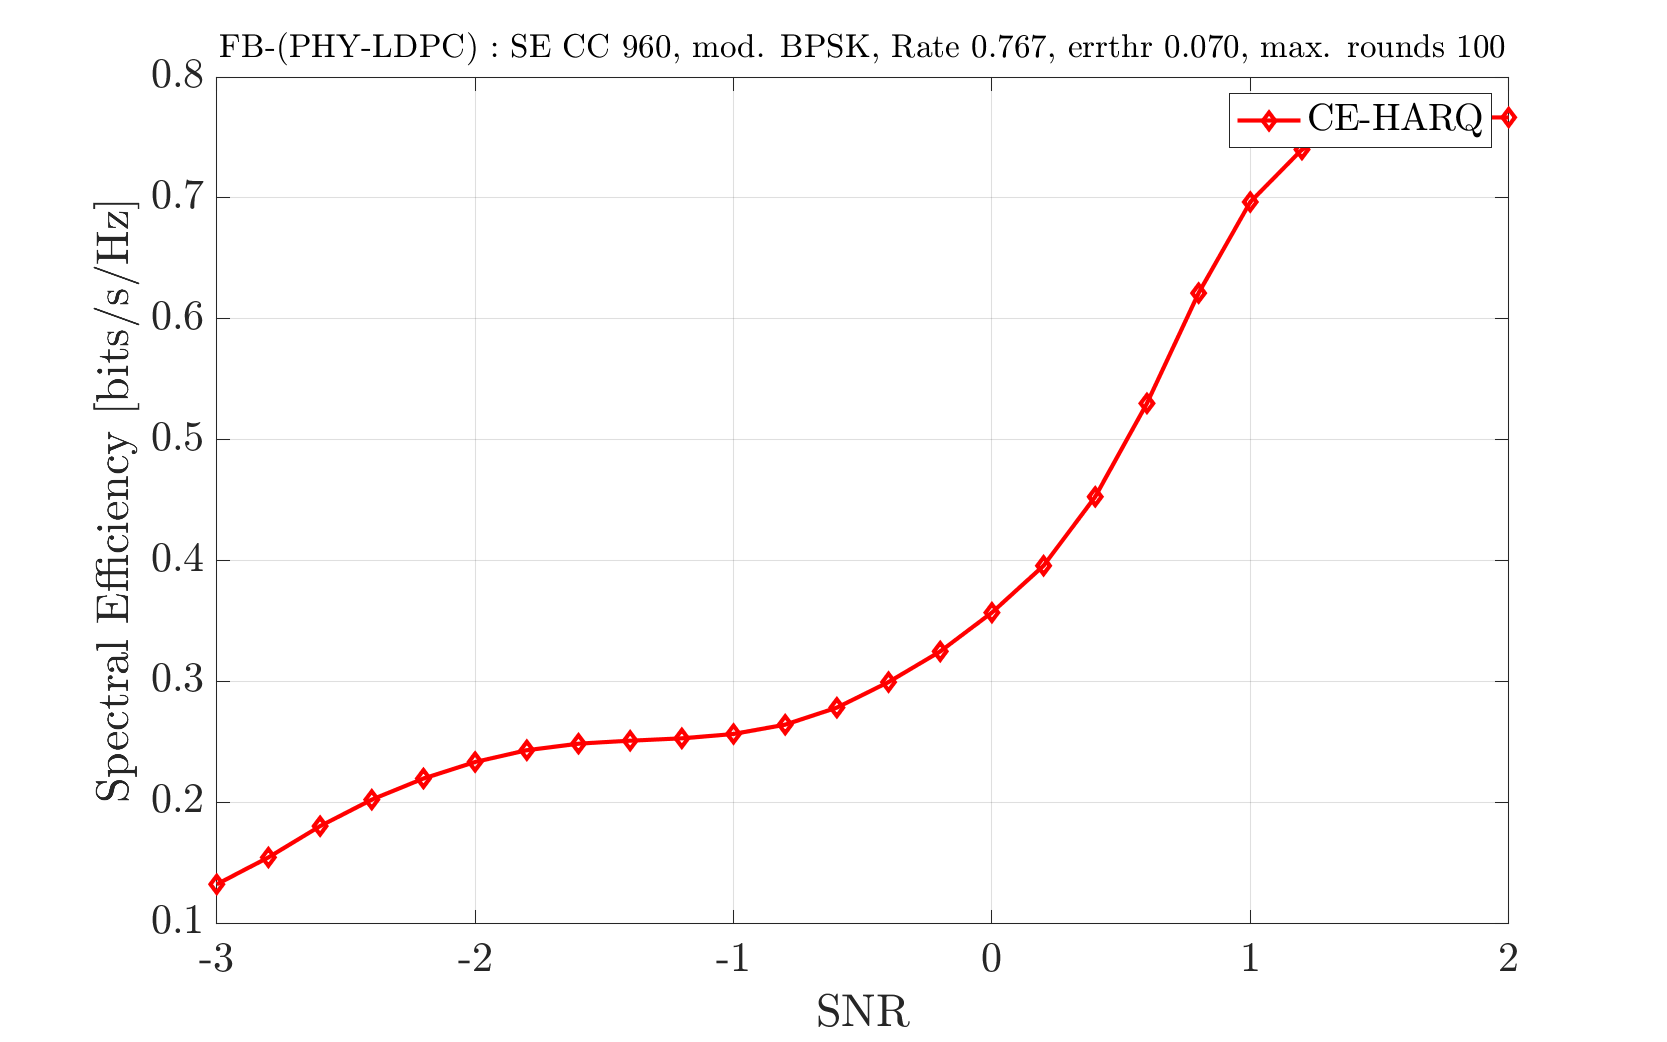 FB-(PHY-LDPC) : SE CC 960, mod. BPSK, Rate 0.767, errthr 0.070, max. rounds 100
CE-HARQ
0.8
0.7
0.6
0.5
0.4
0.3
0.2
0.1
Spectral Efficiency [bits/s/Hz]
-3 -2 -1 0 1 2
SNR